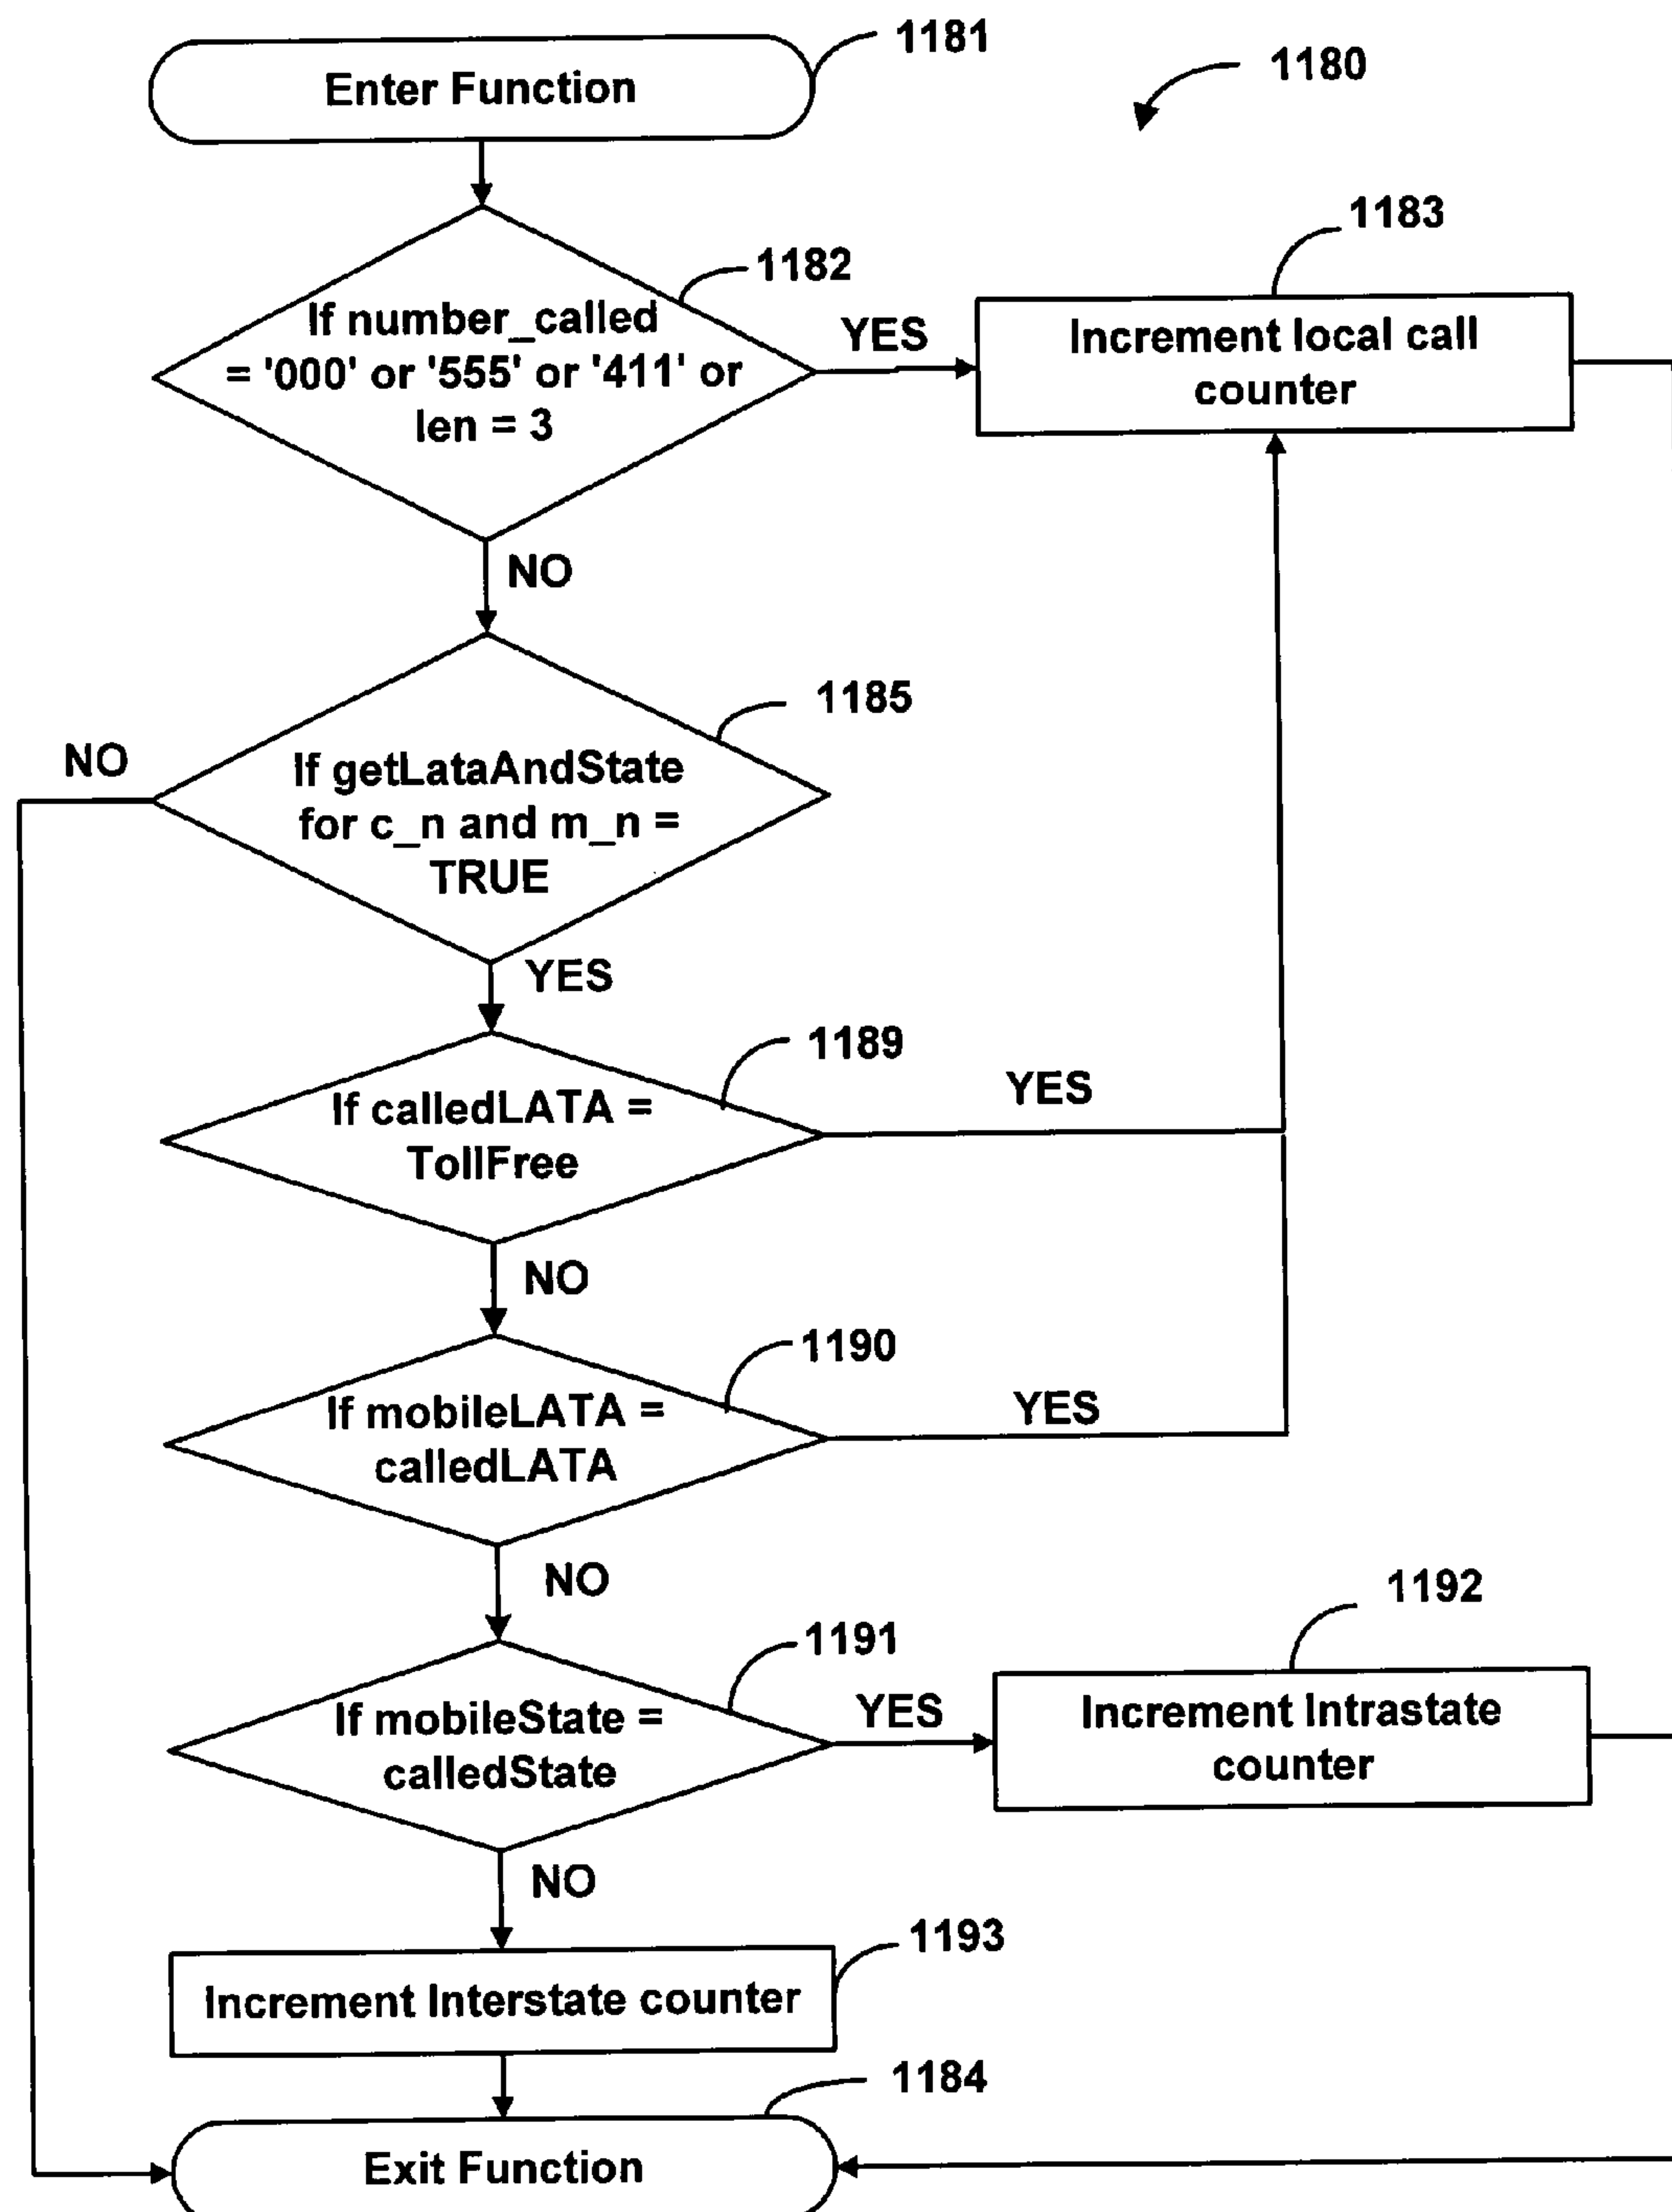 1181
Enter Function
1180
1183
1182
If number_called
= '000' or '555' or '411' or
len = 3
YES
Increment local call
counter
NO
1185
NO
If getLataAndState
for c_n and m_n =
TRUE
YES
1189
If calledLATA =
TollFree
YES
NO
1190
If mobileLATA =
calledLATA
YES
NO
1192
1191
If mobileState =
calledState
YES
Increment Intrastate
counter
NO
1193
Increment Interstate counter
1184
Exit Function